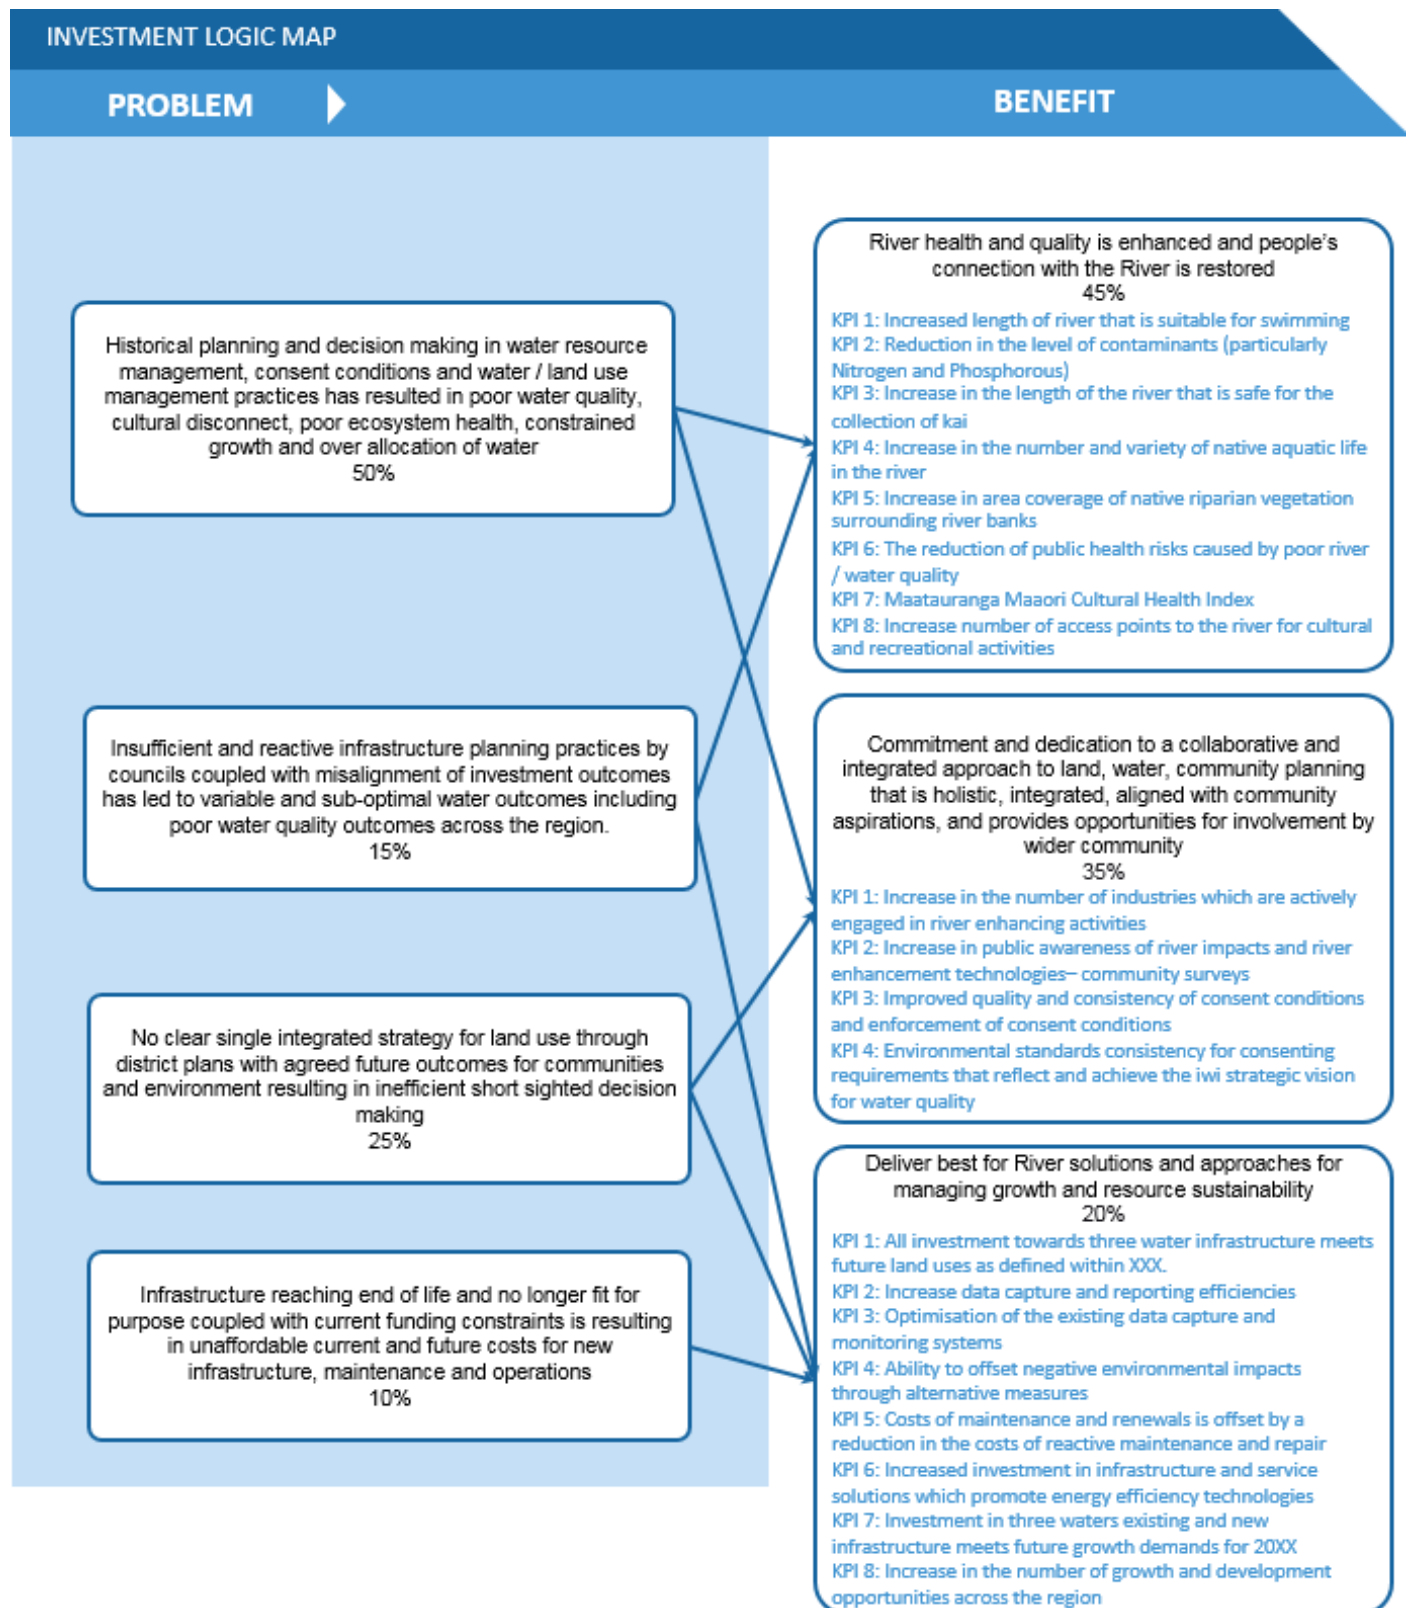 INVESTMENT LOGIC MAP
PROBLEM
BENEFIT
Historical planning and decision making in water resource
management, consent conditions and water / land use
management practices has resulted in poor water quality,
cultural disconnect, poor ecosystem health, constrained
growth and over allocation of water
50%
Insufficient and reactive infrastructure planning practices by
councils coupled with misalignment of investment outcomes
has led to variable and sub-optimal water outcomes including
poor water quality outcomes across the region.
15%
No clear single integrated strategy for land use through
district plans with agreed future outcomes for communities
and environment resulting in inefficient short sighted decision
making
25%
Infrastructure reaching end of life and no longer fit for
purpose coupled with current funding constraints is resulting
in unaffordable current and future costs for new
infrastructure, maintenance and operations
10%
River health and quality is enhanced and people's
connection with the River is restored
45%
KPI 1: Increased length of river that is suitable for swimming
KPI 2: Reduction in the level of contaminants (particularly
Nitrogen and Phosphorous)
KPI 3: Increase in the length of the river that is safe for the
collection of kai
KPI 4: Increase in the number and variety of native aquatic life
in the river
KPI 5: Increase in area coverage of native riparian vegetation
surrounding river banks
KPI 6: The reduction of public health risks caused by poor river
/ water quality
KPI 7: Maatauranga Maaori Cultural Health Index
KPI 8: Increase number of access points to the river for cultural
and recreational activities
Commitment and dedication to a collaborative and
integrated approach to land, water, community planning
that is holistic, integrated, aligned with community
aspirations, and provides opportunities for involvement by
wider community
35%
KPI 1: Increase in the number of industries which are actively
engaged in river enhancing activities
KPI 2: Increase in public awareness of river impacts and river
enhancement technologies– community surveys
KPI 3: Improved quality and consistency of consent conditions
and enforcement of consent conditions
KPI 4: Environmental standards consistency for consenting
requirements that reflect and achieve the iwi strategic vision
for water quality
Deliver best for River solutions and approaches for
managing growth and resource sustainability
20%
KPI 1: All investment towards three water infrastructure meets
future land uses as defined within XXX.
KPI 2: Increase data capture and reporting efficiencies
KPI 3: Optimisation of the existing data capture and
monitoring systems
KPI 4: Ability to offset negative environmental impacts
through alternative measures
KPI 5: Costs of maintenance and renewals is offset by a
reduction in the costs of reactive maintenance and repair
KPI 6: Increased investment in infrastructure and service
solutions which promote energy efficiency technologies
KPI 7: Investment in three waters existing and new
infrastructure meets future growth demands for 20XX
KPI 8: Increase in the number of growth and development
opportunities across the region